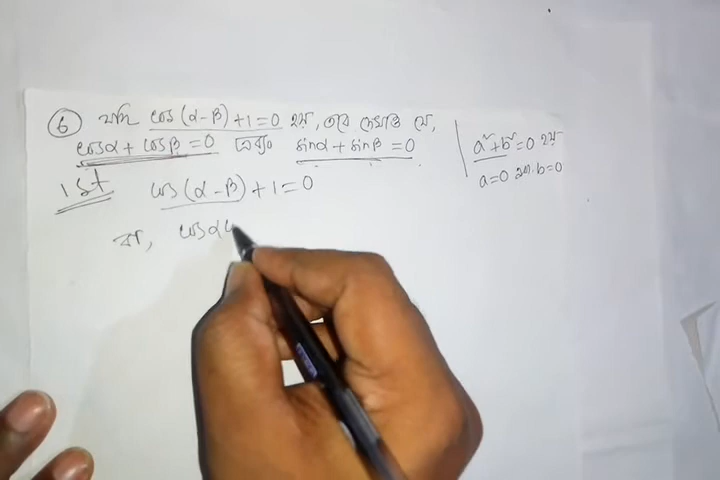 6 যদি cos(α-β)+1=0 হয়, তবে দেখাও যে,
cosα + cosβ = 0 এবং sinα + sinβ = 0
a²+b²=0 হয়
a=0 এবং b=0
1st cos(α-β)+1=0
বা, cosα